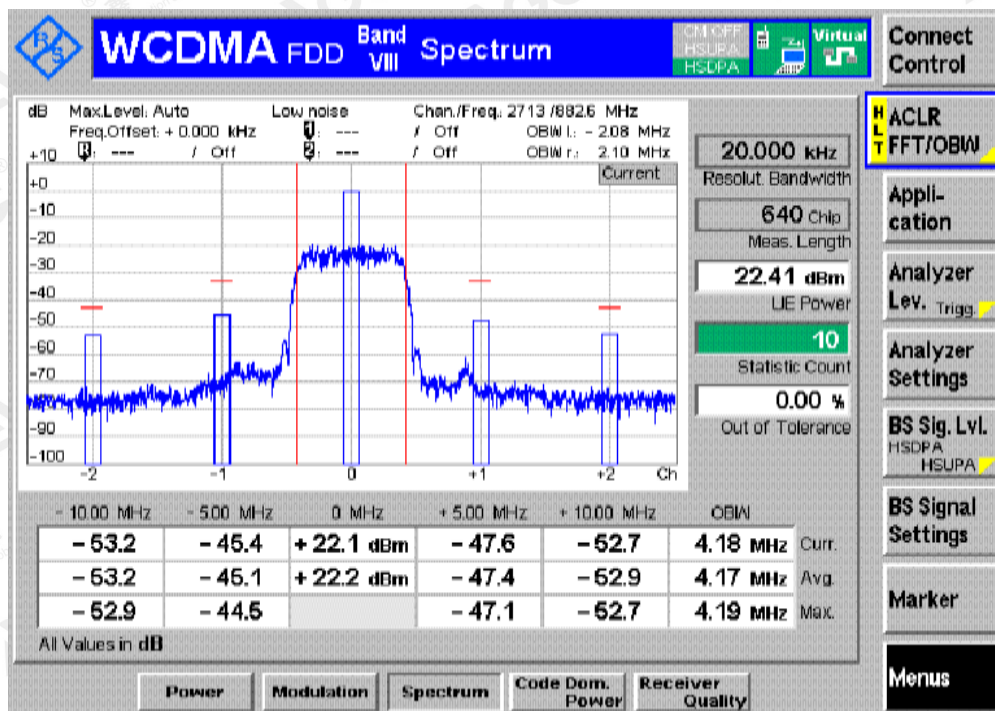 R&S
WCDMA FDD Band VIII Spectrum
CM OFF
HSUPA
HSDPA
Virtual
Connect Control
dB Max.Level: Auto Low noise Chan./Freq.: 2713 /882.6 MHz
Freq.Offset: + 0.000 kHz 1: --- / Off OBW l.: - 2.08 MHz
R: --- / Off 2: --- / Off OBW r.: 2.10 MHz
H L T
ACLR FFT/OBW
+10
Current
+0
-10
-20
-30
-40
-50
-60
-70
-90
-100
-2 -1 0 +1 +2 Ch
20.000 kHz
Resolut. Bandwidth
640 Chip
Meas. Length
22.41 dBm
UE Power
10
Statistic Count
0.00 %
Out of Tolerance
Appli-
cation
Analyzer
Lev. Trigg.
Analyzer
Settings
BS Sig. Lvl.
HSDPA
HSUPA
BS Signal
Settings
Marker
Menus
- 10.00 MHz - 5.00 MHz 0 MHz + 5.00 MHz + 10.00 MHz OBW
- 53.2 - 45.4 + 22.1 dBm - 47.6 - 52.7 4.18 MHz Curr.
- 53.2 - 45.1 + 22.2 dBm - 47.4 - 52.9 4.17 MHz Avg.
- 52.9 - 44.5 - 47.1 - 52.7 4.19 MHz Max.
All Values in dB
Power
Modulation
Spectrum
Code Dom.
Power
Receiver
Quality